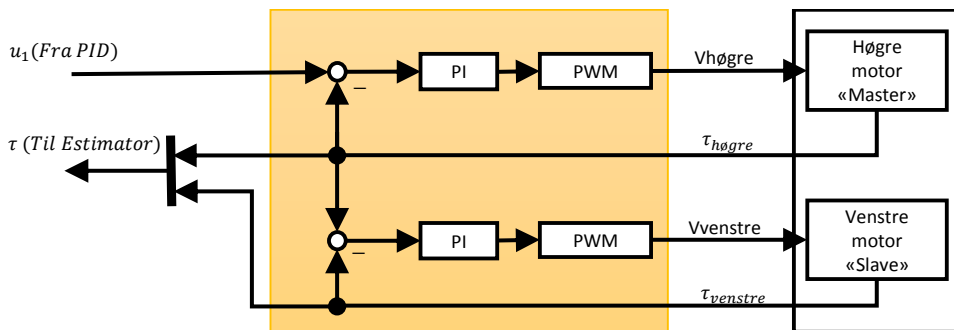 u₁(Fra PID)
PI
PWM
Vhøgre
Høgre
motor
«Master»
−
τ (Til Estimator)
τhøgre
PI
PWM
Vvenstre
Venstre
motor
«Slave»
−
τvenstre